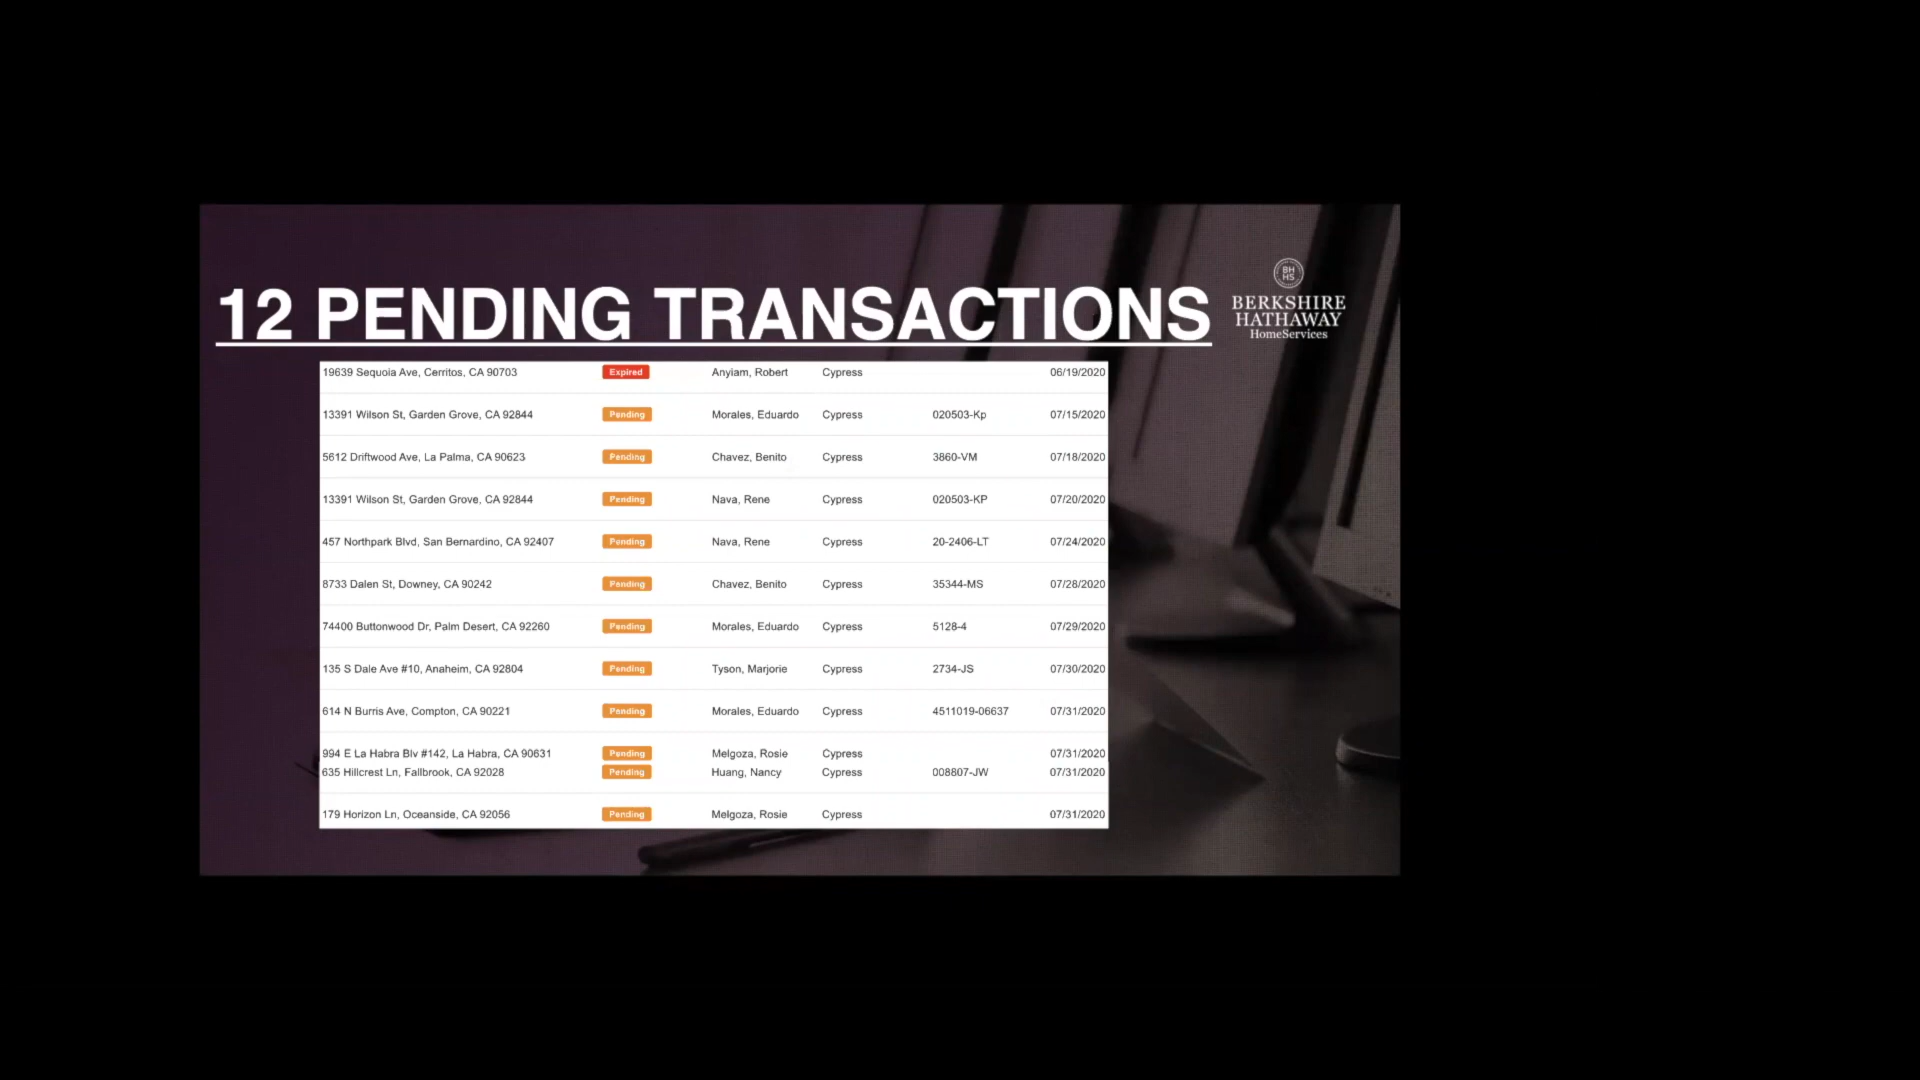 12 PENDING TRANSACTIONS
BH
HS
BERKSHIRE
HATHAWAY
HomeServices
19639 Sequoia Ave, Cerritos, CA 90703 Expired Anyiam, Robert Cypress 06/19/2020
13391 Wilson St, Garden Grove, CA 92844 Pending Morales, Eduardo Cypress 020503-Kp 07/15/2020
5612 Driftwood Ave, La Palma, CA 90623 Pending Chavez, Benito Cypress 3860-VM 07/18/2020
13391 Wilson St, Garden Grove, CA 92844 Pending Nava, Rene Cypress 020503-KP 07/20/2020
457 Northpark Blvd, San Bernardino, CA 92407 Pending Nava, Rene Cypress 20-2406-LT 07/24/2020
8733 Dalen St, Downey, CA 90242 Pending Chavez, Benito Cypress 35344-MS 07/28/2020
74400 Buttonwood Dr, Palm Desert, CA 92260 Pending Morales, Eduardo Cypress 5128-4 07/29/2020
135 S Dale Ave #10, Anaheim, CA 92804 Pending Tyson, Marjorie Cypress 2734-JS 07/30/2020
614 N Burris Ave, Compton, CA 90221 Pending Morales, Eduardo Cypress 4511019-06637 07/31/2020
994 E La Habra Blv #142, La Habra, CA 90631 Pending Melgoza, Rosie Cypress 07/31/2020
635 Hillcrest Ln, Fallbrook, CA 92028 Pending Huang, Nancy Cypress 008807-JW 07/31/2020
179 Horizon Ln, Oceanside, CA 92056 Pending Melgoza, Rosie Cypress 07/31/2020